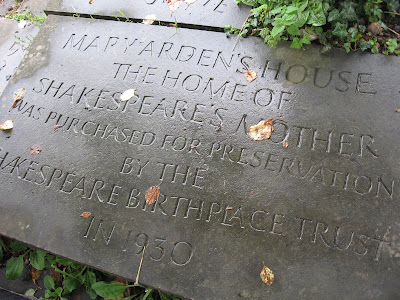 MARY ARDEN'S HOUSE
THE HOME OF
SHAKESPEARE'S MOTHER
WAS PURCHASED FOR PRESERVATION
BY THE
SHAKESPEARE BIRTHPLACE TRUST
IN 1930